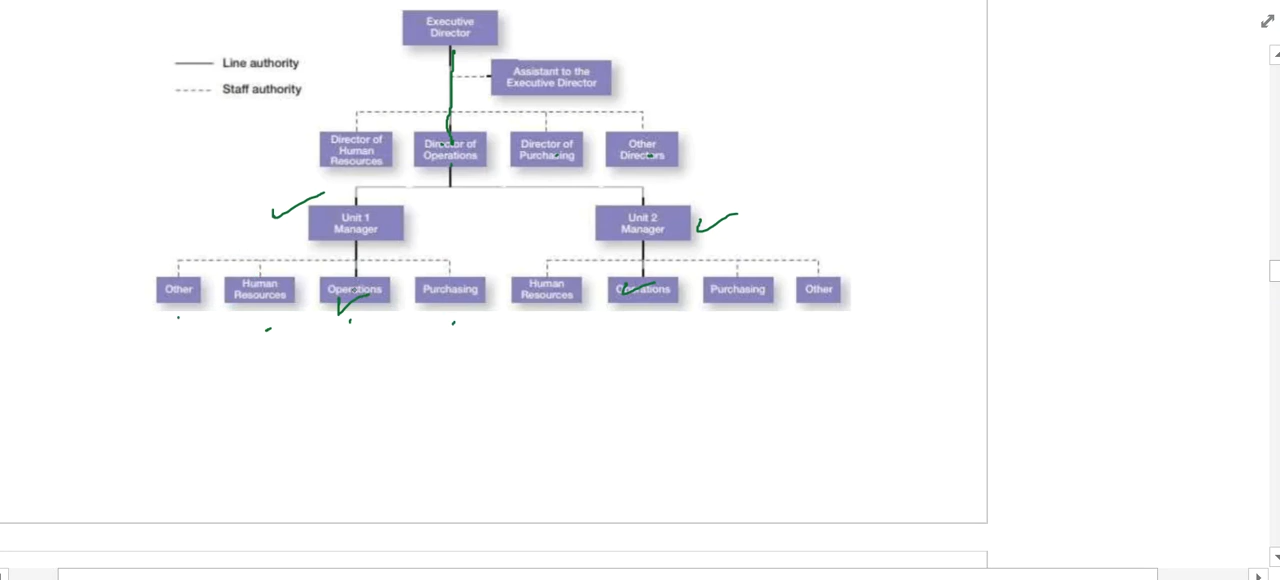 Executive
Director
Line authority
Staff authority
Assistant to the
Executive Director
Director of
Human
Resources
Director of
Operations
Director of
Purchasing
Other
Directors
Unit 1
Manager
Unit 2
Manager
Other
Human
Resources
Operations
Purchasing
Human
Resources
Operations
Purchasing
Other